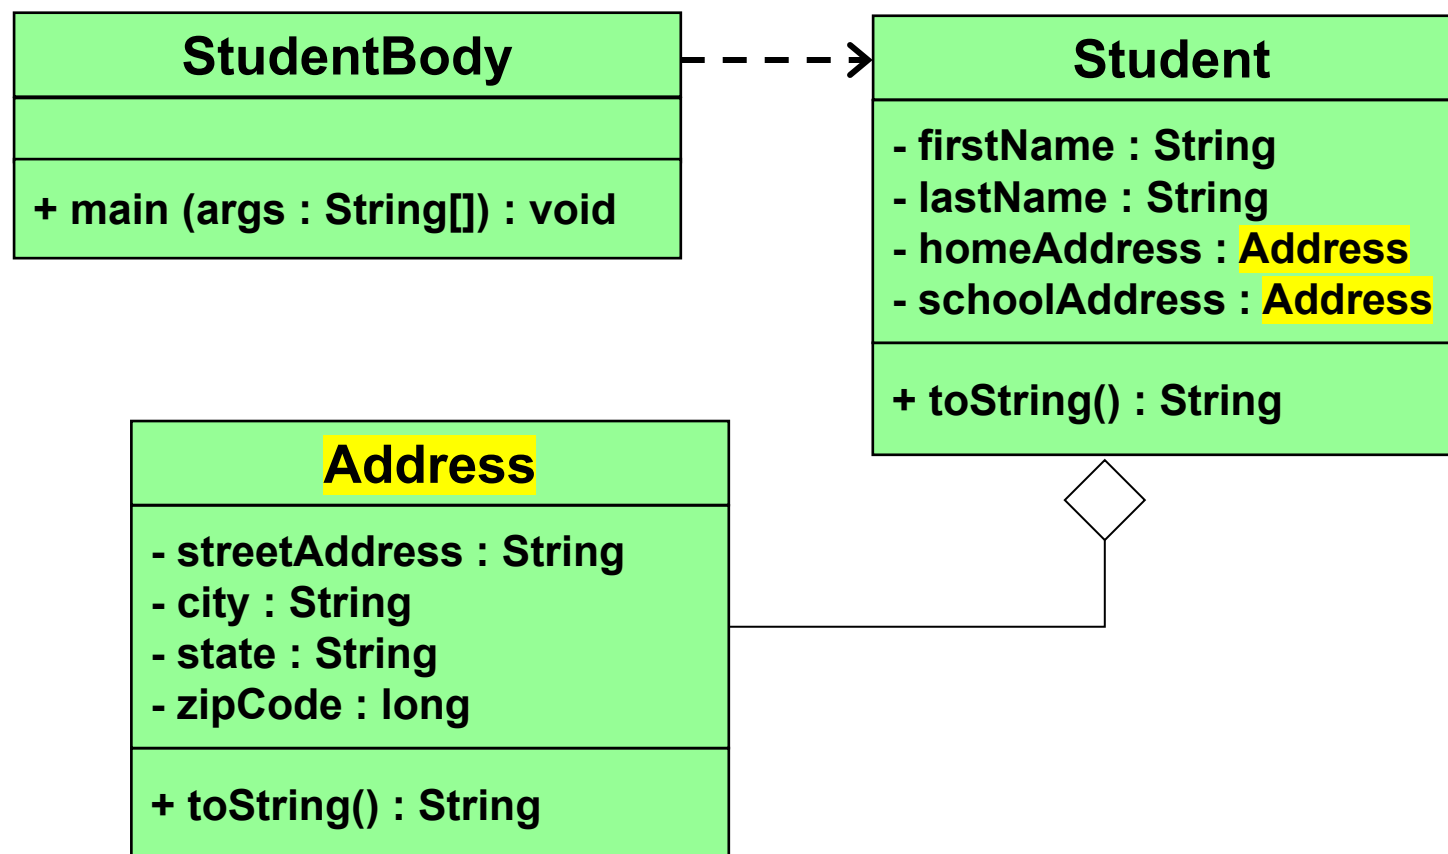 StudentBody
+ main (args : String[]) : void
Student
- firstName : String
- lastName : String
- homeAddress : Address
- schoolAddress : Address
+ toString() : String
Address
- streetAddress : String
- city : String
- state : String
- zipCode : long
+ toString() : String